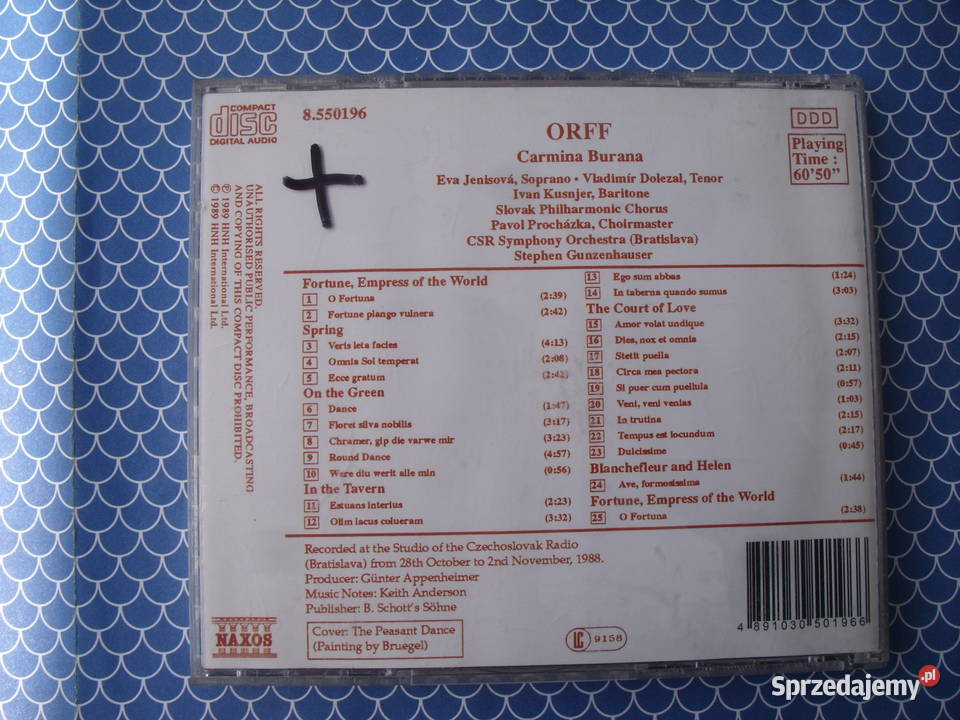 COMPACT
disc
DIGITAL AUDIO
8.550196
DDD
Playing
Time :
60'50"
ORFF
Carmina Burana
Eva Jenisová, Soprano • Vladimír Dolezal, Tenor
Ivan Kusnjer, Baritone
Slovak Philharmonic Chorus
Pavol Procházka, Choirmaster
CSR Symphony Orchestra (Bratislava)
Stephen Gunzenhauser
ALL RIGHTS RESERVED.
UNAUTHORISED PUBLIC PERFORMANCE, BROADCASTING
AND COPYING OF THIS COMPACT DISC PROHIBITED.
℗ 1989 HNH International Ltd.
© 1989 HNH International Ltd.
Fortune, Empress of the World
1 O Fortuna (2:39)
2 Fortune plango vulnera (2:42)
Spring
3 Veris leta facies (4:13)
4 Omnia Sol temperat (2:08)
5 Ecce gratum (2:42)
On the Green
6 Dance (1:47)
7 Floret silva nobilis (3:17)
8 Chramer, gip die varwe mir (3:23)
9 Round Dance (4:57)
10 Were diu werlt alle min (0:56)
In the Tavern
11 Estuans interius (2:23)
12 Olim lacus colueram (3:32)
13 Ego sum abbas (1:24)
14 In taberna quando sumus (3:03)
The Court of Love
15 Amor volat undique (3:32)
16 Dies, nox et omnia (2:15)
17 Stetit puella (2:07)
18 Circa mea pectora (2:11)
19 Si puer cum puellula (0:57)
20 Veni, veni venias (1:03)
21 In trutina (2:15)
22 Tempus est iocundum (2:17)
23 Dulcissime (0:45)
Blanchefleur and Helen
24 Ave, formosissima (1:44)
Fortune, Empress of the World
25 O Fortuna (2:38)
Recorded at the Studio of the Czechoslovak Radio
(Bratislava) from 28th October to 2nd November, 1988.
Producer: Günter Appenheimer
Music Notes: Keith Anderson
Publisher: B. Schott's Söhne
NAXOS
Cover: The Peasant Dance
(Painting by Bruegel)
LC 9158
4 891030 501966
Sprzedajemy.pl